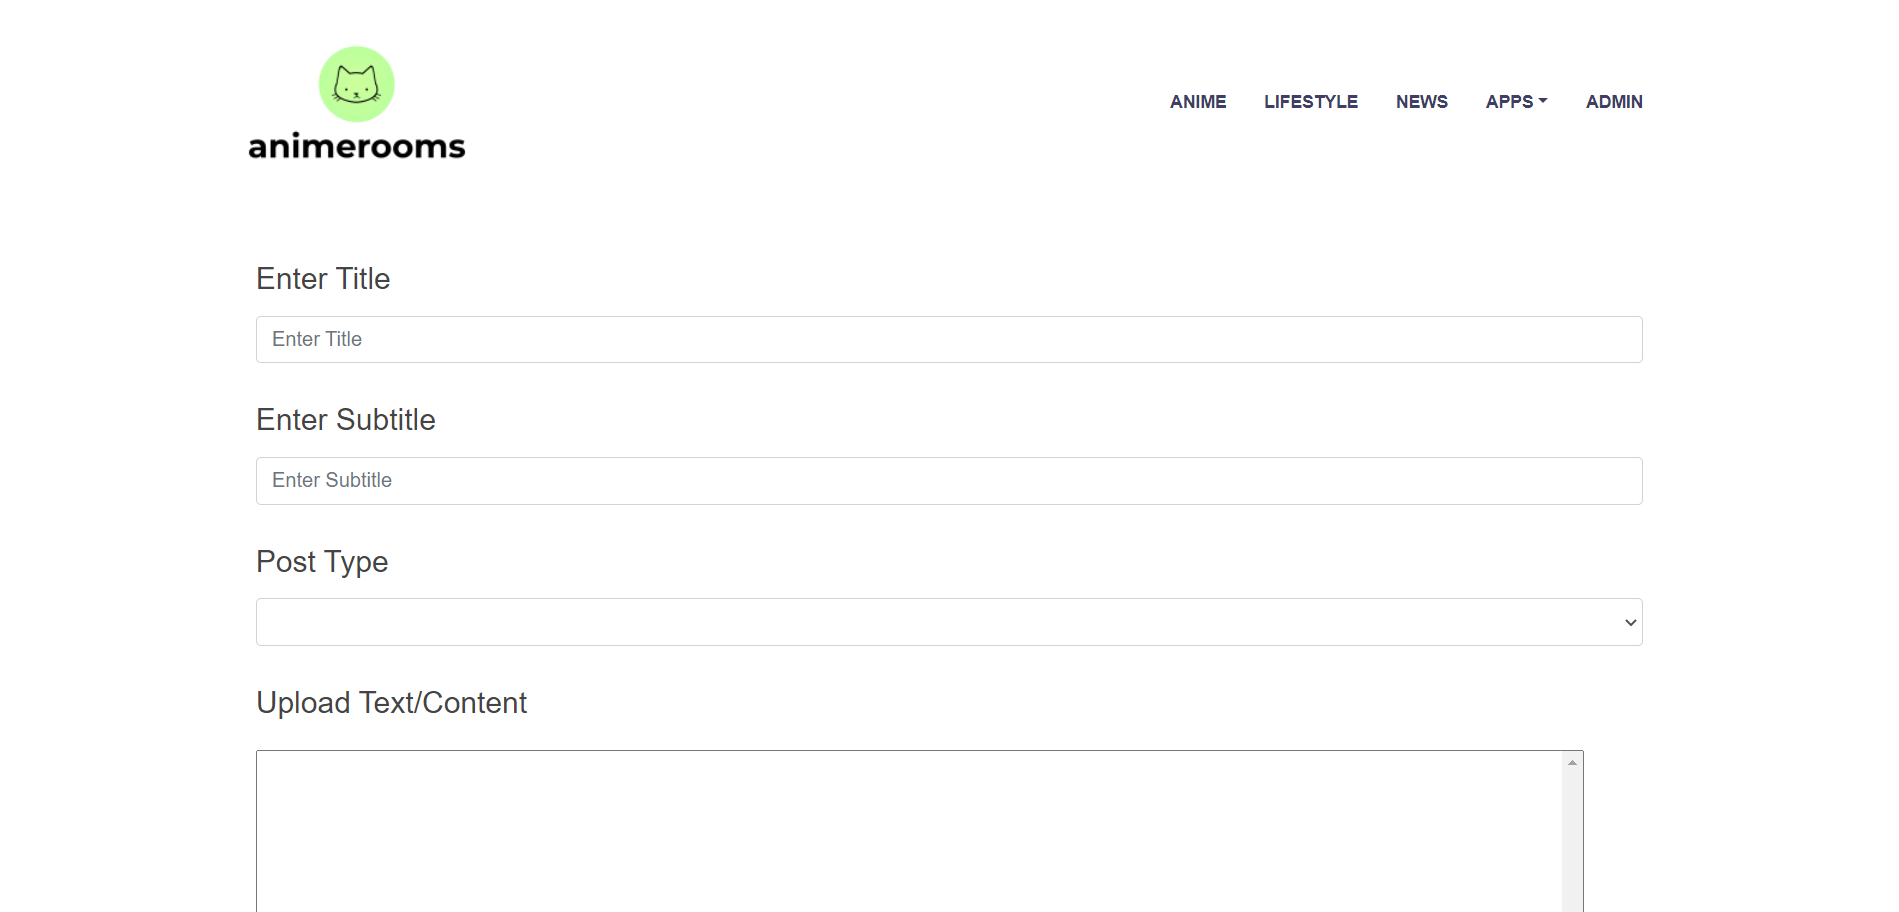 animerooms
ANIME LIFESTYLE NEWS APPS ADMIN
Enter Title
Enter Title
Enter Subtitle
Enter Subtitle
Post Type
Upload Text/Content